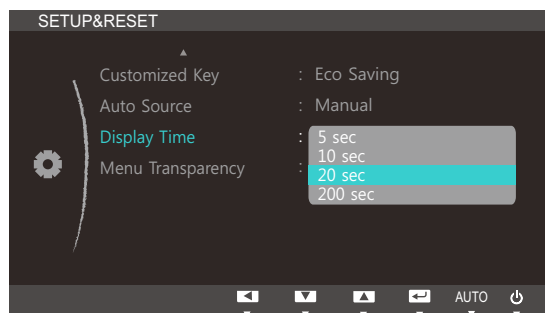 SETUP&RESET
Customized Key : Eco Saving
Auto Source : Manual
Display Time : 5 sec
10 sec
Menu Transparency : 20 sec
200 sec
AUTO